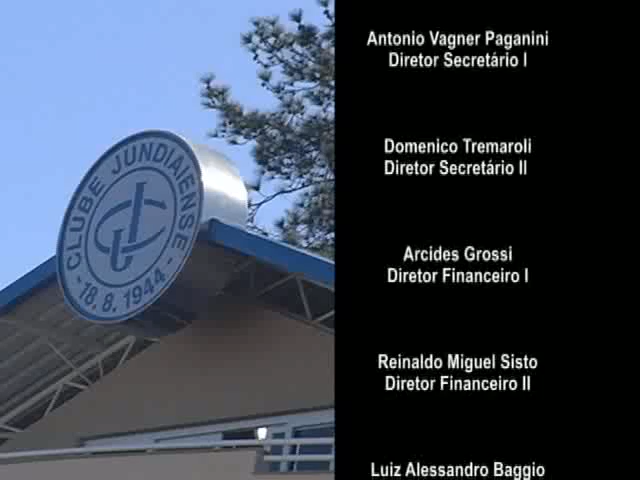 CLUBE JUNDIAIENSE
18.8.1944
CJ
Antonio Vagner Paganini
Diretor Secretário I
Domenico Tremaroli
Diretor Secretário II
Arcides Grossi
Diretor Financeiro I
Reinaldo Miguel Sisto
Diretor Financeiro II
Luiz Alessandro Baggio